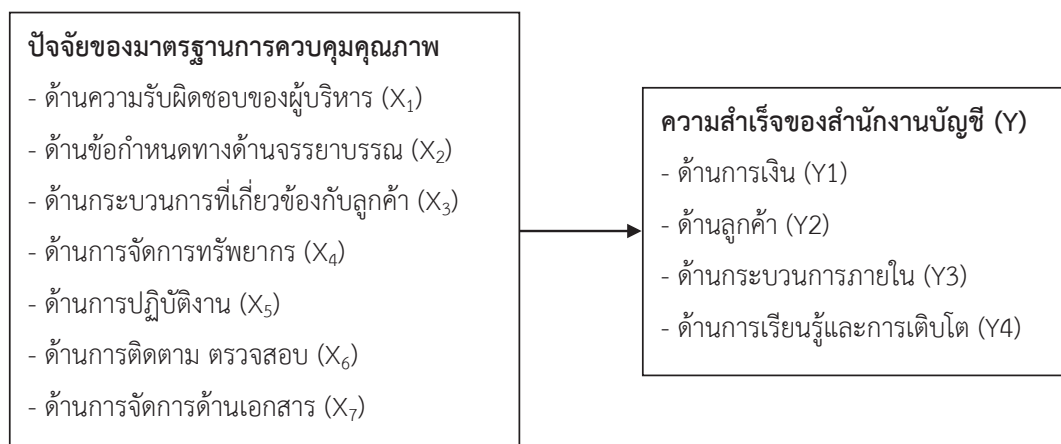 ปัจจัยของมาตรฐานการควบคุมคุณภาพ
- ด้านความรับผิดชอบของผู้บริหาร (X₁)
- ด้านข้อกำหนดทางด้านจรรยาบรรณ (X₂)
- ด้านกระบวนการที่เกี่ยวข้องกับลูกค้า (X₃)
- ด้านการจัดการทรัพยากร (X₄)
- ด้านการปฏิบัติงาน (X₅)
- ด้านการติดตาม ตรวจสอบ (X₆)
- ด้านการจัดการด้านเอกสาร (X₇)
ความสำเร็จของสำนักงานบัญชี (Y)
- ด้านการเงิน (Y1)
- ด้านลูกค้า (Y2)
- ด้านกระบวนการภายใน (Y3)
- ด้านการเรียนรู้และการเติบโต (Y4)